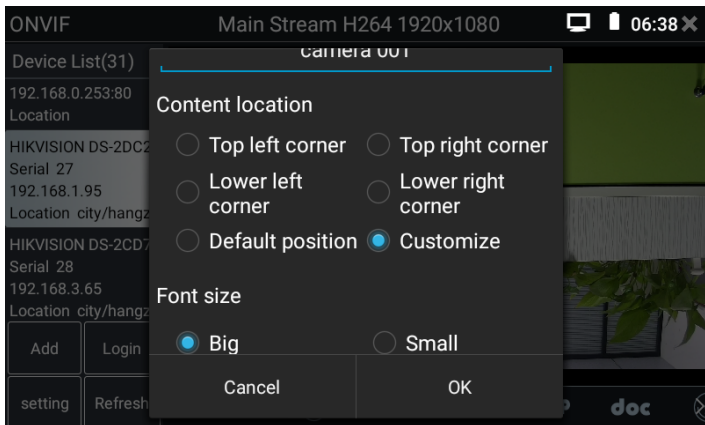 ONVIF
Main Stream H264 1920x1080
06:38
Device List(31)
192.168.0.253:80
Location
HIKVISION DS-2DC2
Serial 27
192.168.1.95
Location city/hangz
HIKVISION DS-2CD7
Serial 28
192.168.3.65
Location city/hangz
Add
Login
setting
Refresh
camera 001
Content location
Top left corner
Top right corner
Lower left
corner
Lower right
corner
Default position
Customize
Font size
Big
Small
Cancel
OK
doc